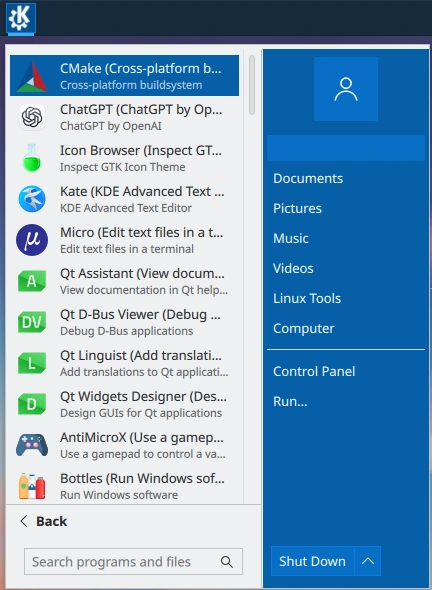 CMake (Cross-platform b...
Cross-platform buildsystem
ChatGPT (ChatGPT by Op...
ChatGPT by OpenAI
Icon Browser (Inspect GT...
Inspect GTK Icon Theme
Kate (KDE Advanced Text ...
KDE Advanced Text Editor
μ
Micro (Edit text files in a t...
Edit text files in a terminal
A
Qt Assistant (View docum...
View documentation in Qt help...
DV
Qt D-Bus Viewer (Debug ...
Debug D-Bus applications
L
Qt Linguist (Add translati...
Add translations to Qt applicati...
D
Qt Widgets Designer (Des...
Design GUIs for Qt applications
AntiMicroX (Use a gamep...
Use a gamepad to control a va...
Bottles (Run Windows sof...
Run Windows software
Back
Search programs and files
Documents
Pictures
Music
Videos
Linux Tools
Computer
Control Panel
Run...
Shut Down